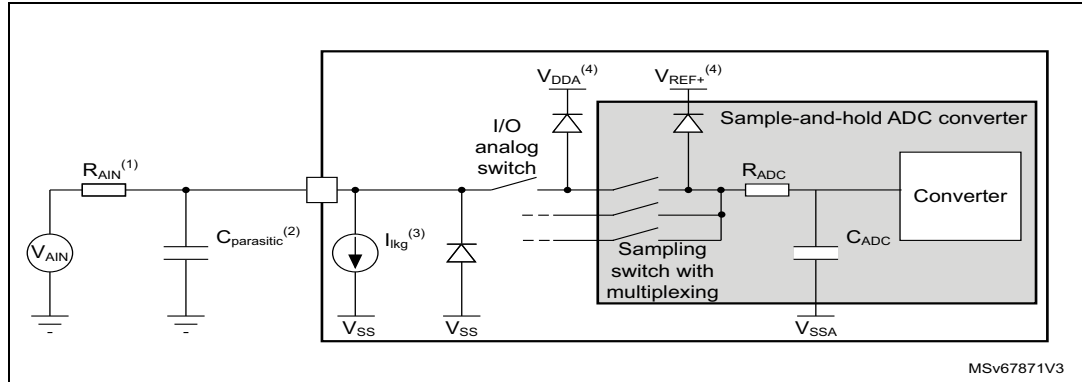 V_DDA^(4)
V_REF+^(4)
Sample-and-hold ADC converter
I/O
analog
switch
R_AIN^(1)
R_ADC
Converter
V_AIN
C_parasitic^(2)
I_lkg^(3)
C_ADC
Sampling
switch with
multiplexing
V_SS
V_SS
V_SSA
MSv67871V3